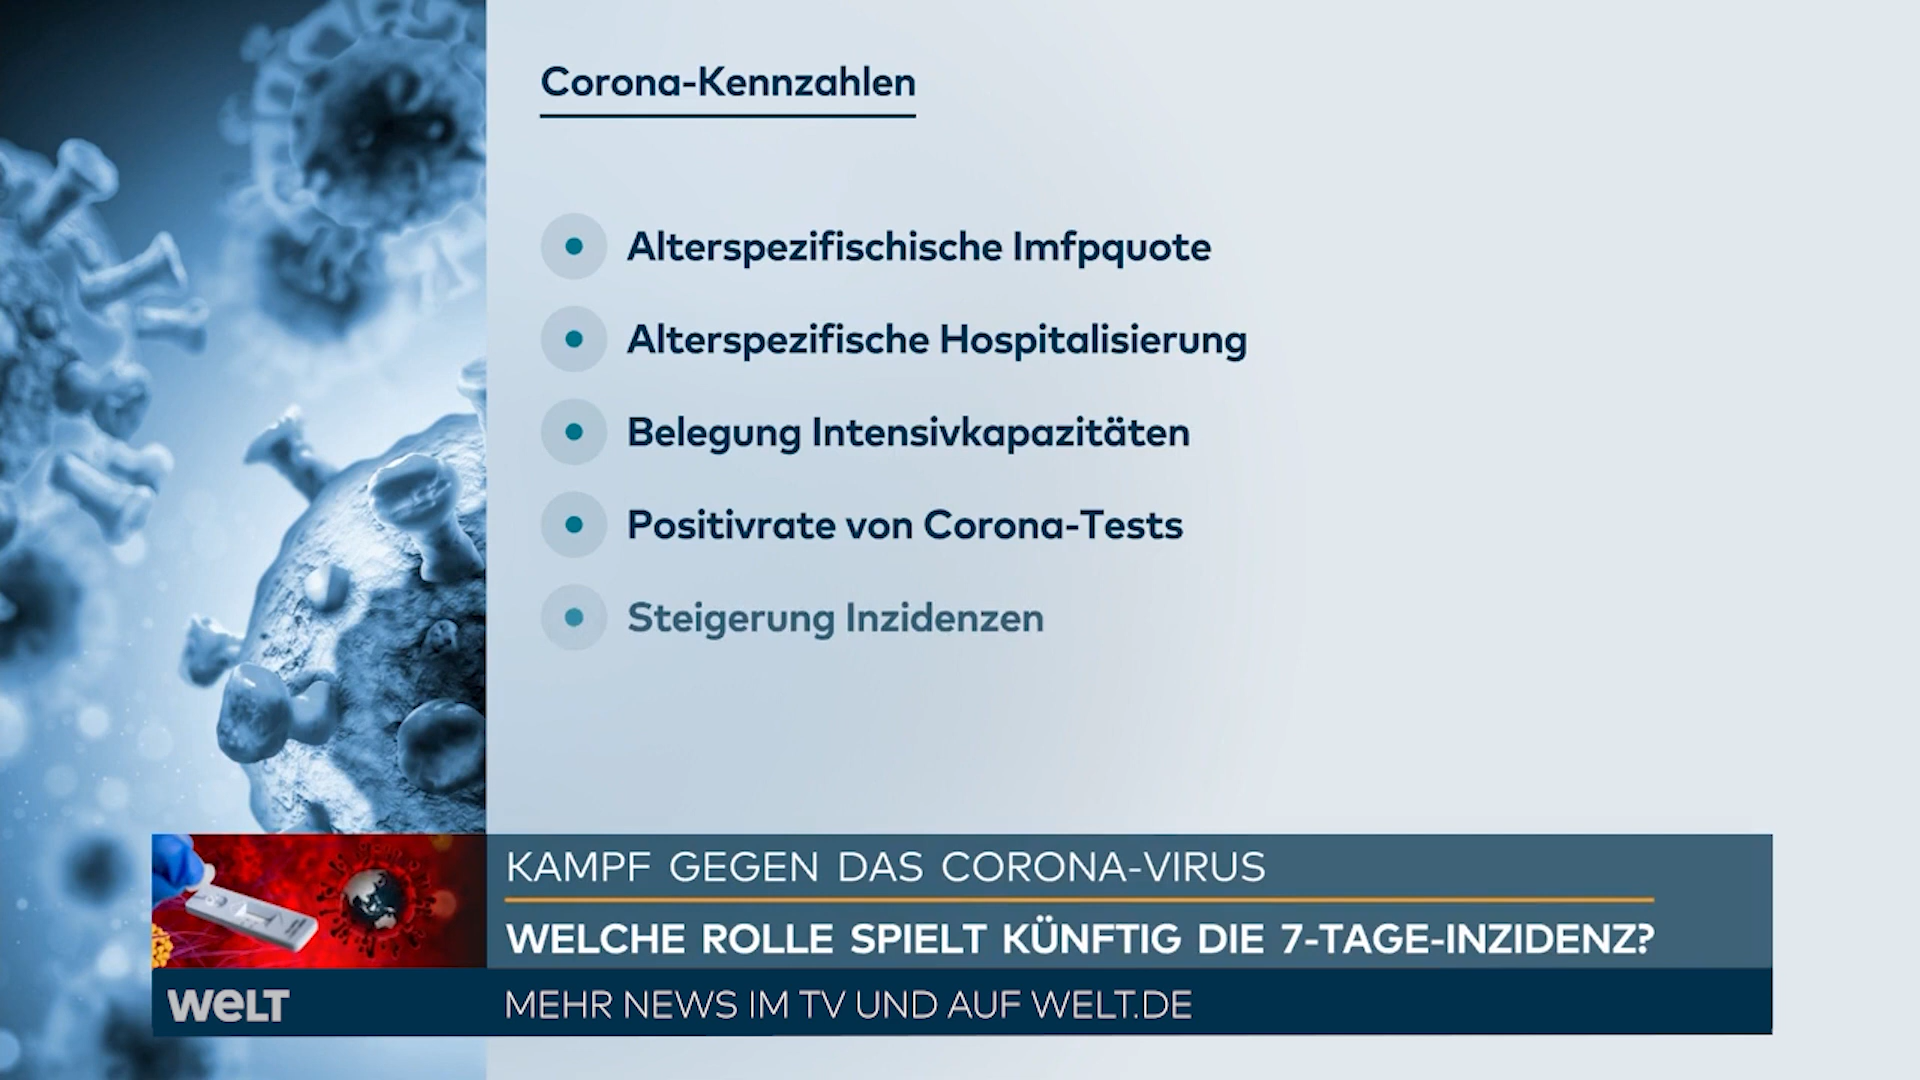 Corona-Kennzahlen
Alterspezifischische Imfpquote
Alterspezifische Hospitalisierung
Belegung Intensivkapazitäten
Positivrate von Corona-Tests
Steigerung Inzidenzen
KAMPF GEGEN DAS CORONA-VIRUS
WELCHE ROLLE SPIELT KÜNFTIG DIE 7-TAGE-INZIDENZ?
WELT
MEHR NEWS IM TV UND AUF WELT.DE